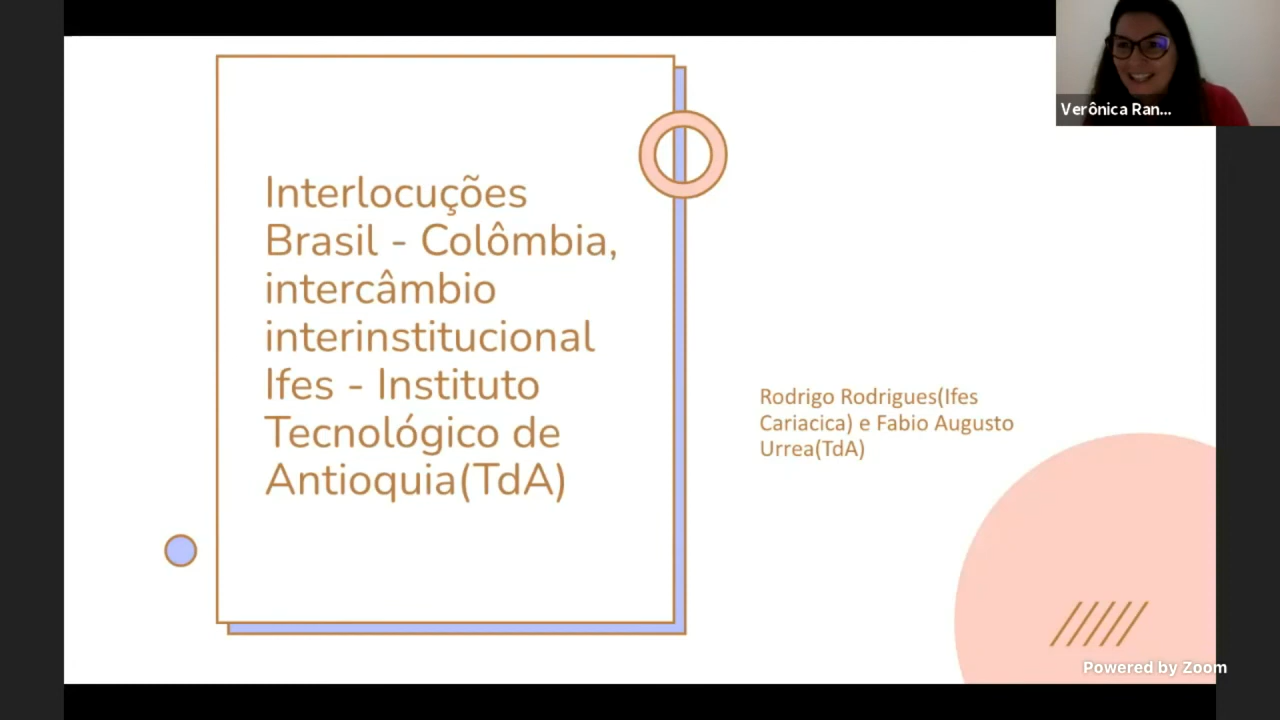 Verônica Ran...
Interlocuções
Brasil - Colômbia,
intercâmbio
interinstitucional
Ifes - Instituto
Tecnológico de
Antioquia(TdA)
Rodrigo Rodrigues(Ifes
Cariacica) e Fabio Augusto
Urrea(TdA)
Powered by Zoom